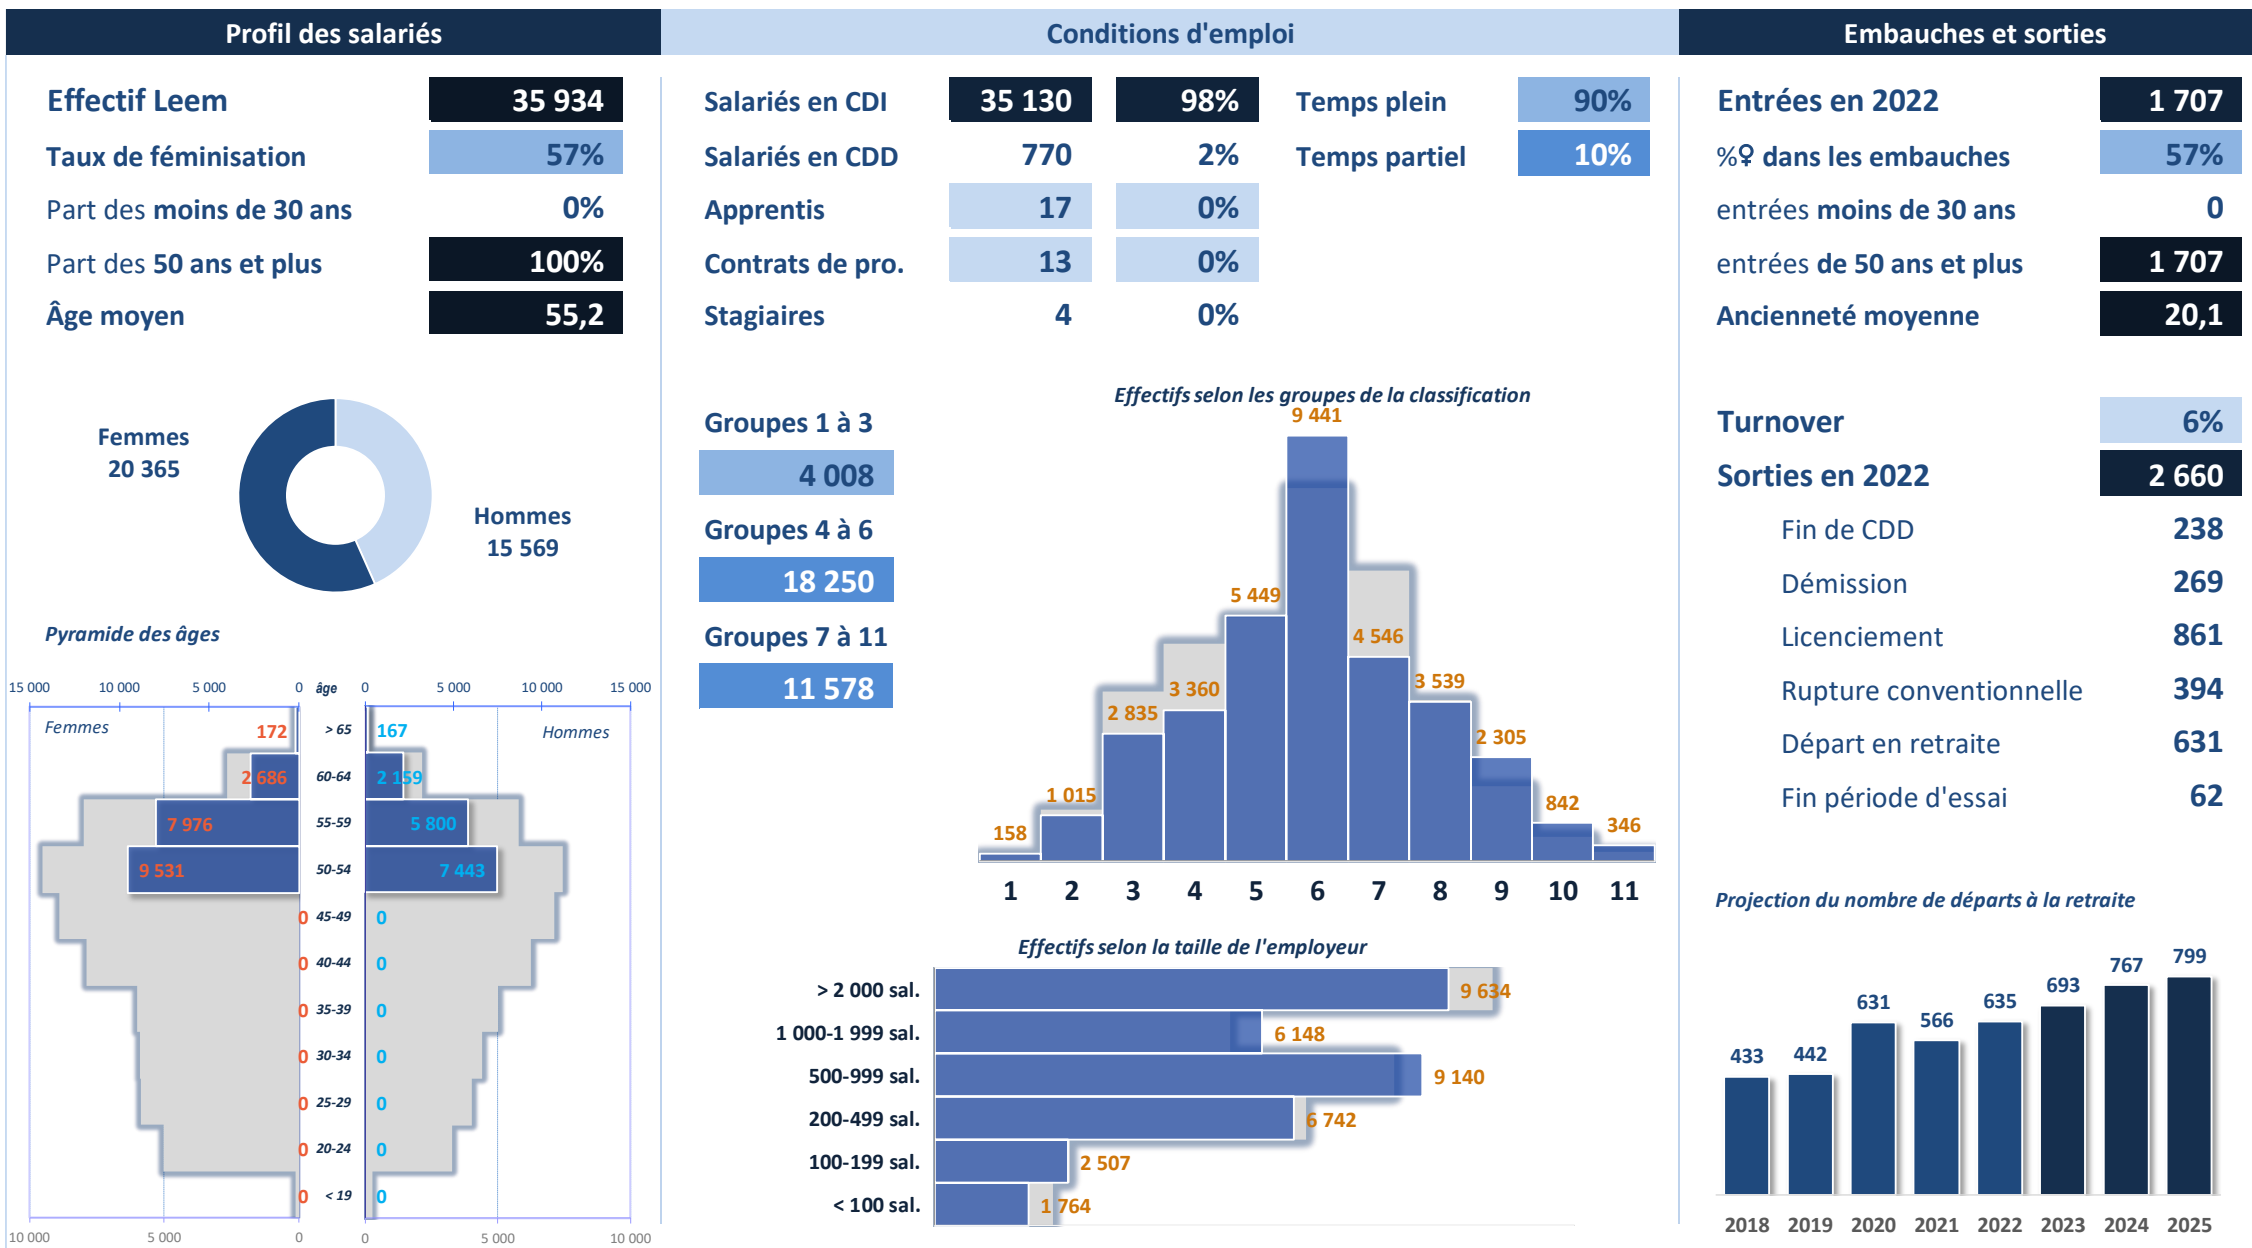 Profil des salariés
Effectif Leem 35 934
Taux de féminisation 57%
Part des moins de 30 ans 0%
Part des 50 ans et plus 100%
Âge moyen 55,2
Femmes
20 365
Hommes
15 569
Pyramide des âges
15 000 10 000 5 000 0 âge 0 5 000 10 000 15 000
Femmes Hommes
172 > 65 167
2 686 60-64 2 159
7 976 55-59 5 800
9 531 50-54 7 443
0 45-49 0
0 40-44 0
0 35-39 0
0 30-34 0
0 25-29 0
0 20-24 0
0 < 19 0
10 000 5 000 0 0 5 000 10 000
Conditions d'emploi
Salariés en CDI 35 130 98% Temps plein 90%
Salariés en CDD 770 2% Temps partiel 10%
Apprentis 17 0%
Contrats de pro. 13 0%
Stagiaires 4 0%
Groupes 1 à 3
4 008
Groupes 4 à 6
18 250
Groupes 7 à 11
11 578
Effectifs selon les groupes de la classification
158 1 015 2 835 3 360 5 449 9 441 4 546 3 539 2 305 842 346
1 2 3 4 5 6 7 8 9 10 11
Effectifs selon la taille de l'employeur
> 2 000 sal. 9 634
1 000-1 999 sal. 6 148
500-999 sal. 9 140
200-499 sal. 6 742
100-199 sal. 2 507
< 100 sal. 1 764
Embauches et sorties
Entrées en 2022 1 707
%♀ dans les embauches 57%
entrées moins de 30 ans 0
entrées de 50 ans et plus 1 707
Ancienneté moyenne 20,1
Turnover 6%
Sorties en 2022 2 660
Fin de CDD 238
Démission 269
Licenciement 861
Rupture conventionnelle 394
Départ en retraite 631
Fin période d'essai 62
Projection du nombre de départs à la retraite
433 442 631 566 635 693 767 799
2018 2019 2020 2021 2022 2023 2024 2025